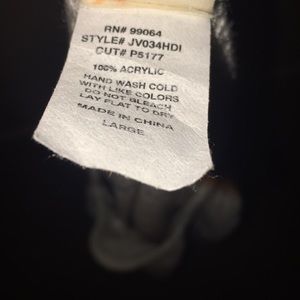 RN# 99064
STYLE# JV034HDI
CUT# P5177
100% ACRYLIC
HAND WASH COLD
WITH LIKE COLORS
DO NOT BLEACH
LAY FLAT TO DRY
MADE IN CHINA
LARGE